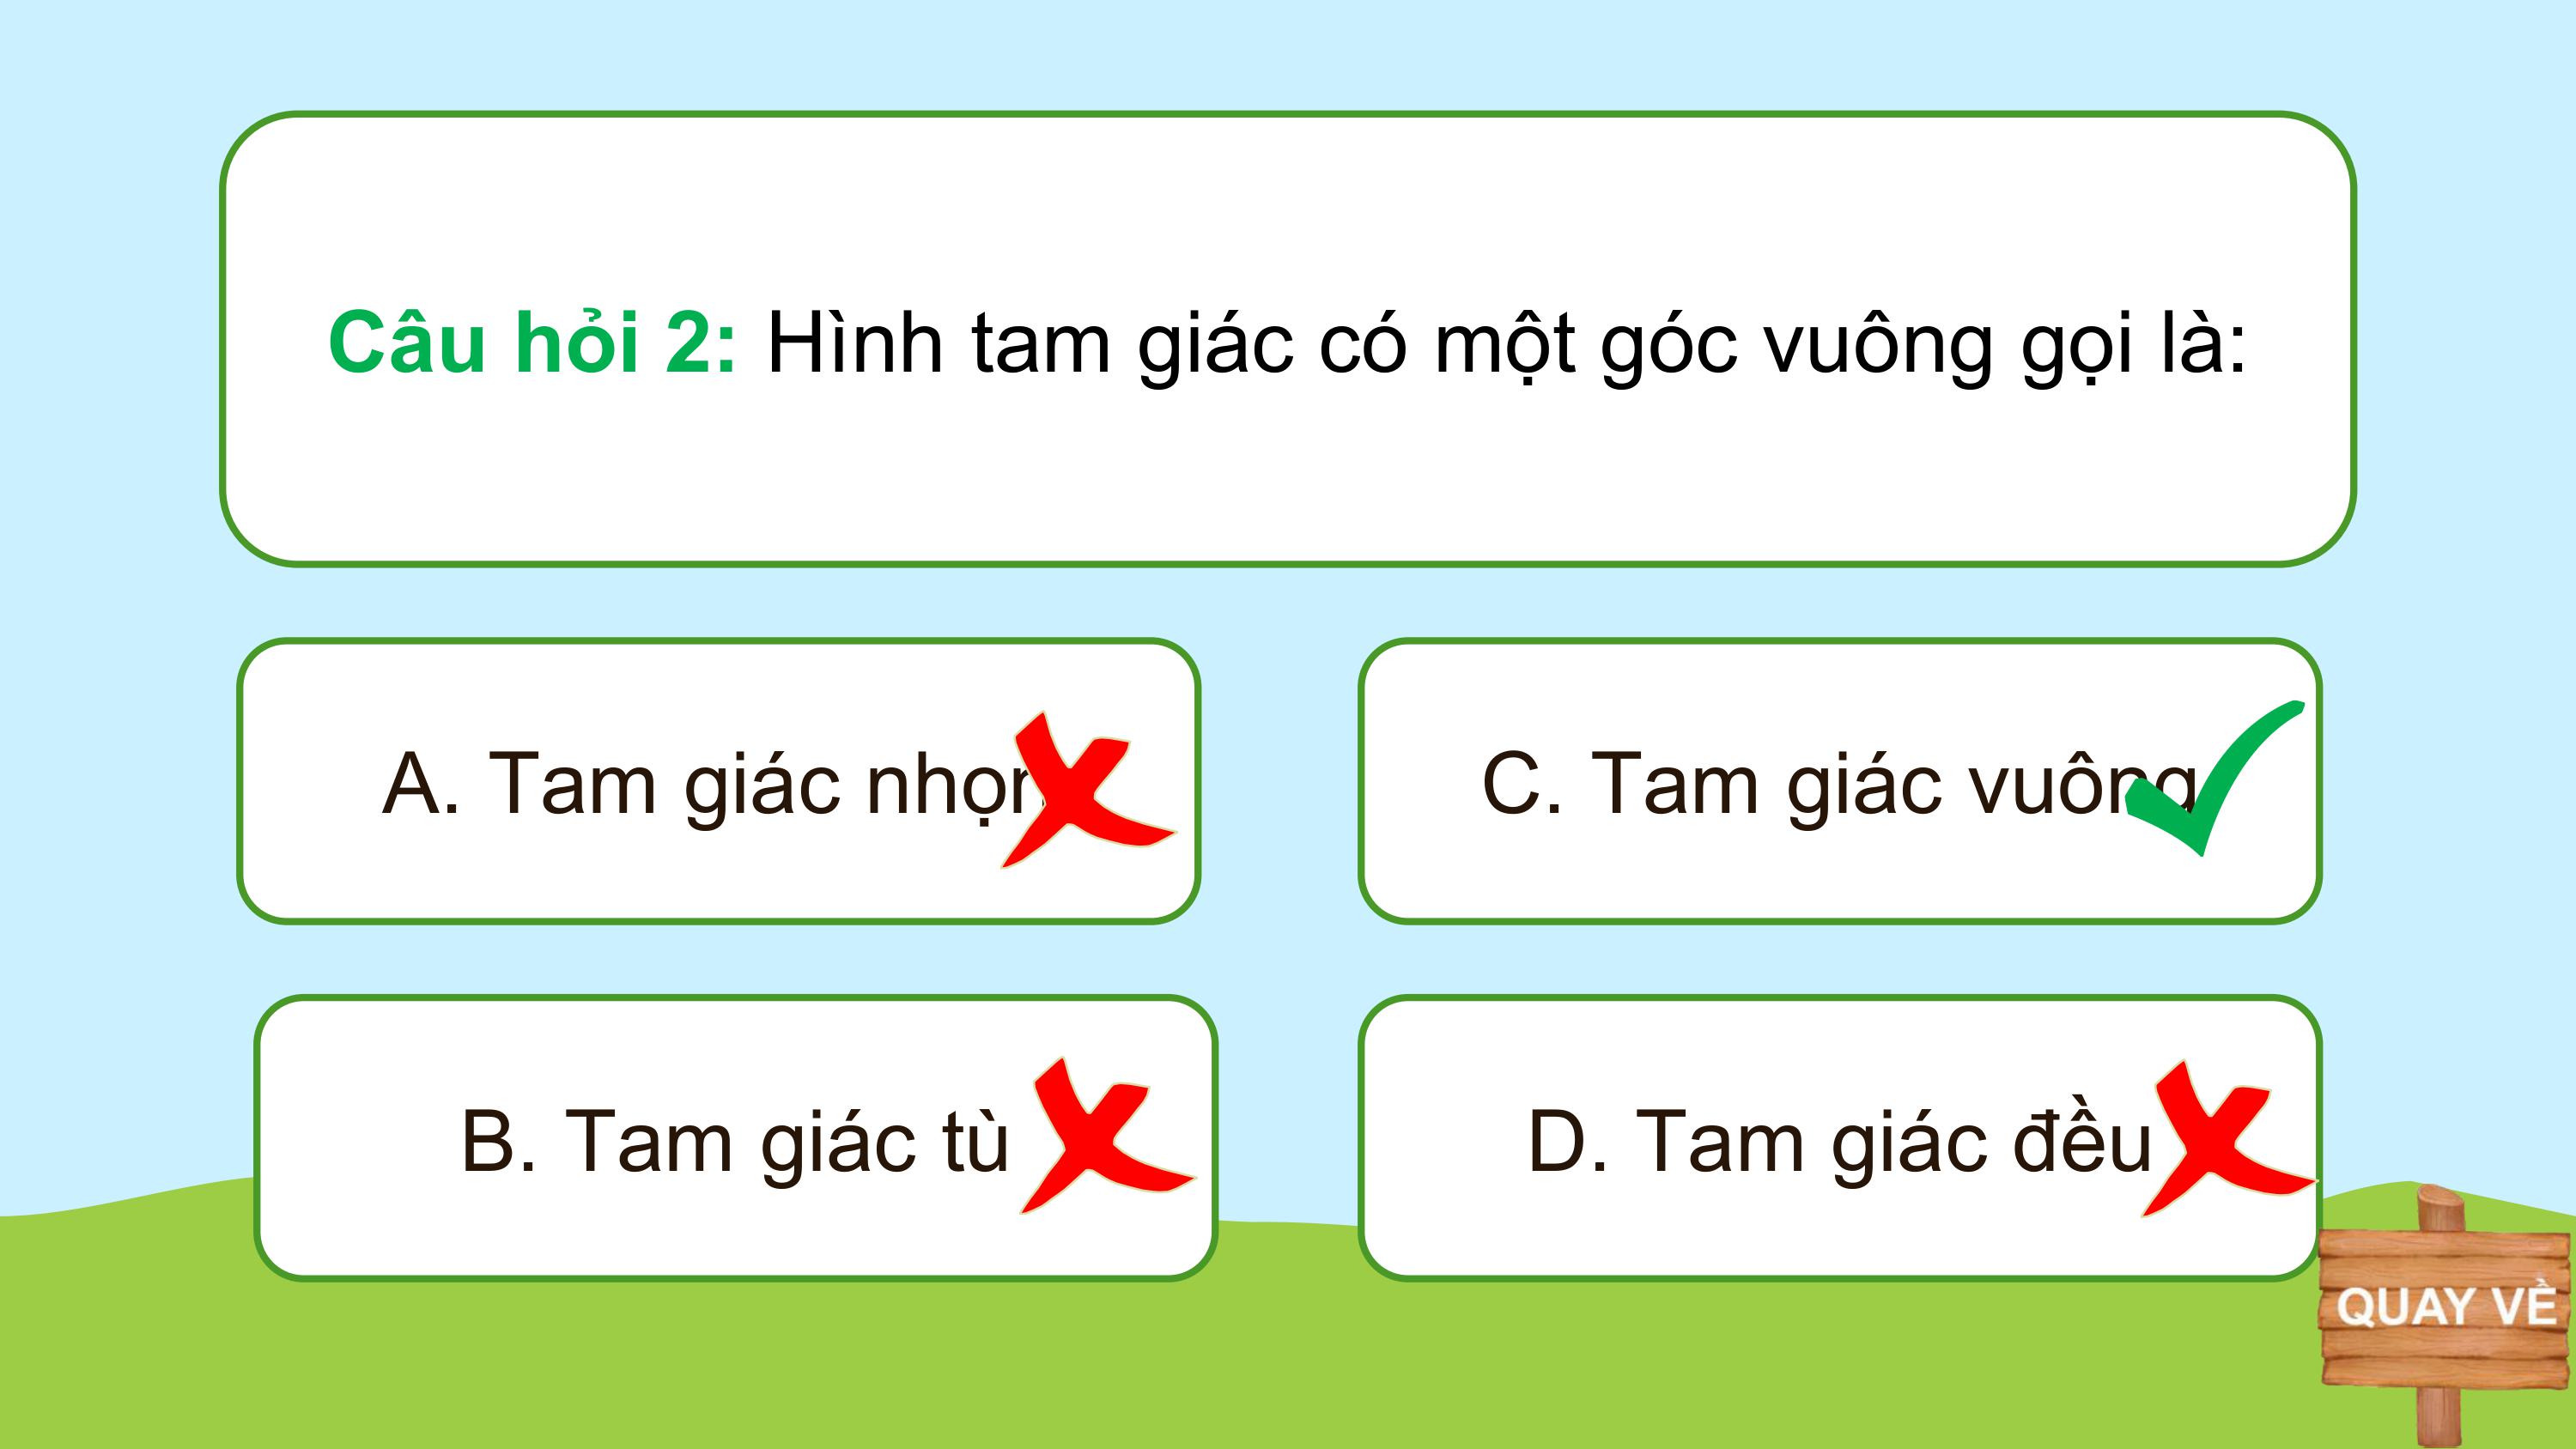 Câu hỏi 2: Hình tam giác có một góc vuông gọi là:
A. Tam giác nhọn
C. Tam giác vuông
B. Tam giác tù
D. Tam giác đều
QUAY VỀ